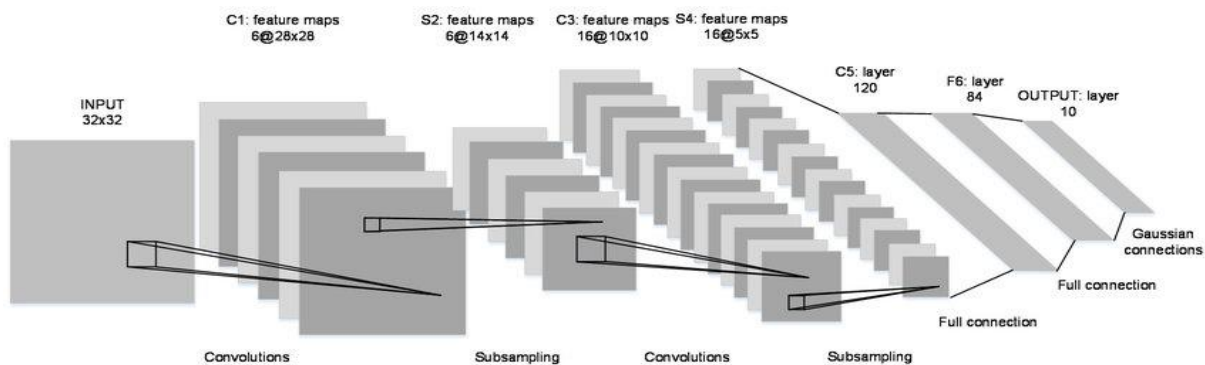 C1: feature maps
6@28x28
S2: feature maps
6@14x14
C3: feature maps
16@10x10
S4: feature maps
16@5x5
INPUT
32x32
C5: layer
120
F6: layer
84
OUTPUT: layer
10
Gaussian
connections
Full connection
Full connection
Convolutions
Subsampling
Convolutions
Subsampling